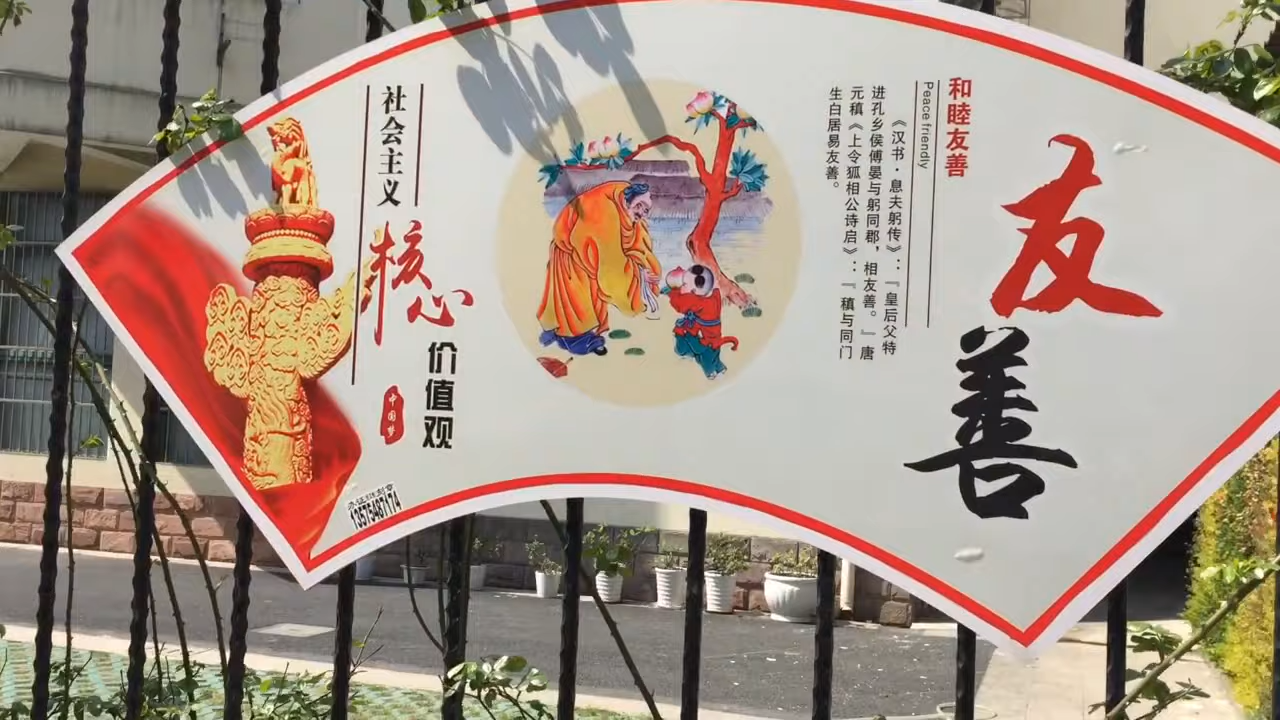 友善
和睦友善
Peace friendly
《汉书·息夫躬传》：『皇后父特
进孔乡侯傅晏与躬同郡，相友善。』唐
元稹《上令狐相公诗启》：『稹与同门
生白居易友善。
社会主义
核心
价值观
中国梦
13575487174